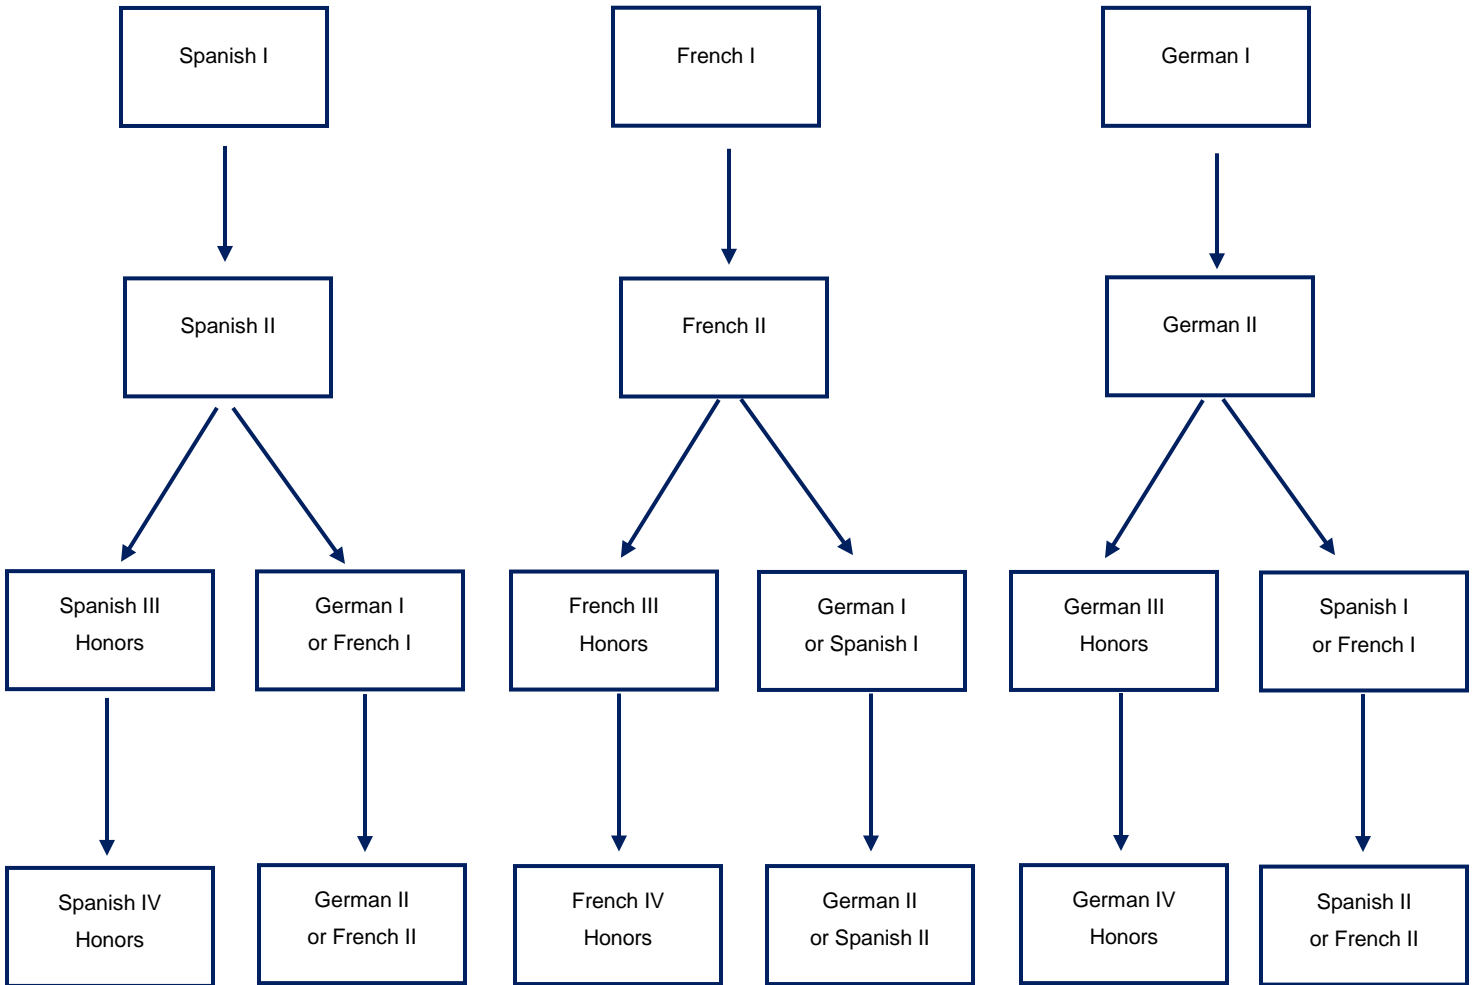 Spanish I
French I
German I
Spanish II
French II
German II
Spanish III
Honors
German I
or French I
French III
Honors
German I
or Spanish I
German III
Honors
Spanish I
or French I
Spanish IV
Honors
German II
or French II
French IV
Honors
German II
or Spanish II
German IV
Honors
Spanish II
or French II